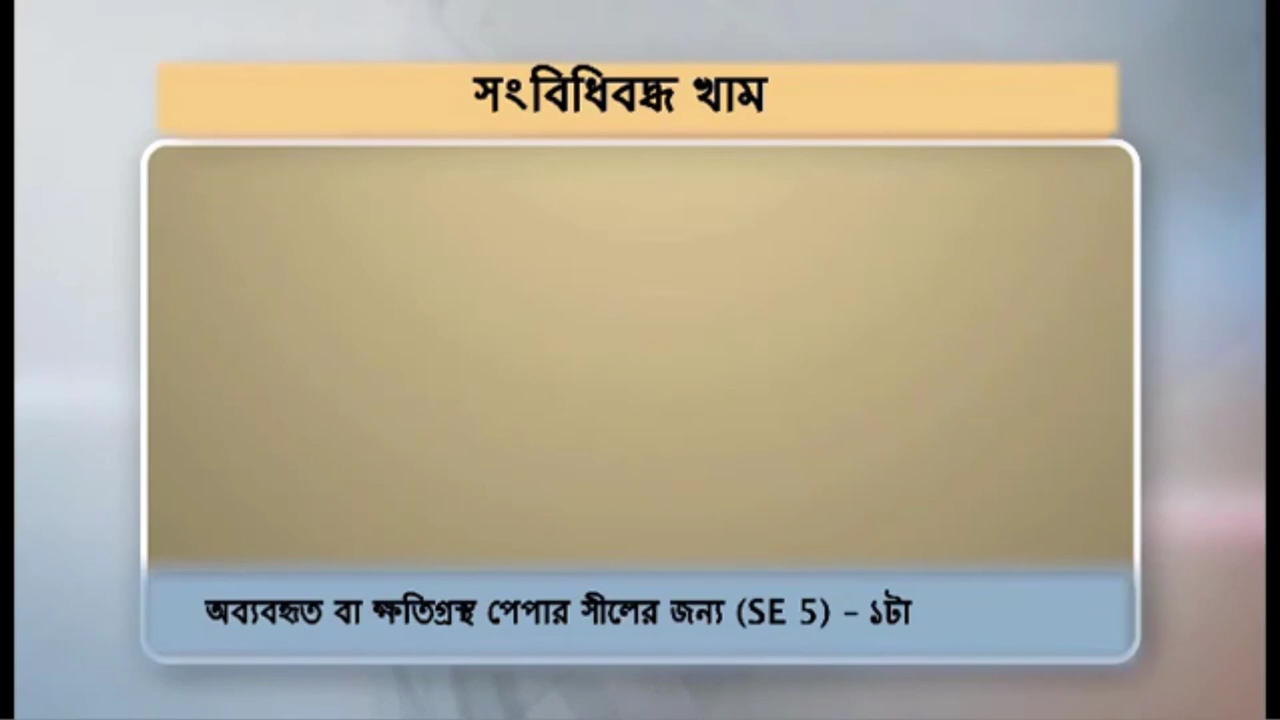 সংবিধিবদ্ধ খাম
অব্যবহৃত বা ক্ষতিগ্রস্থ পেপার সীলের জন্য (SE 5) – ১টা